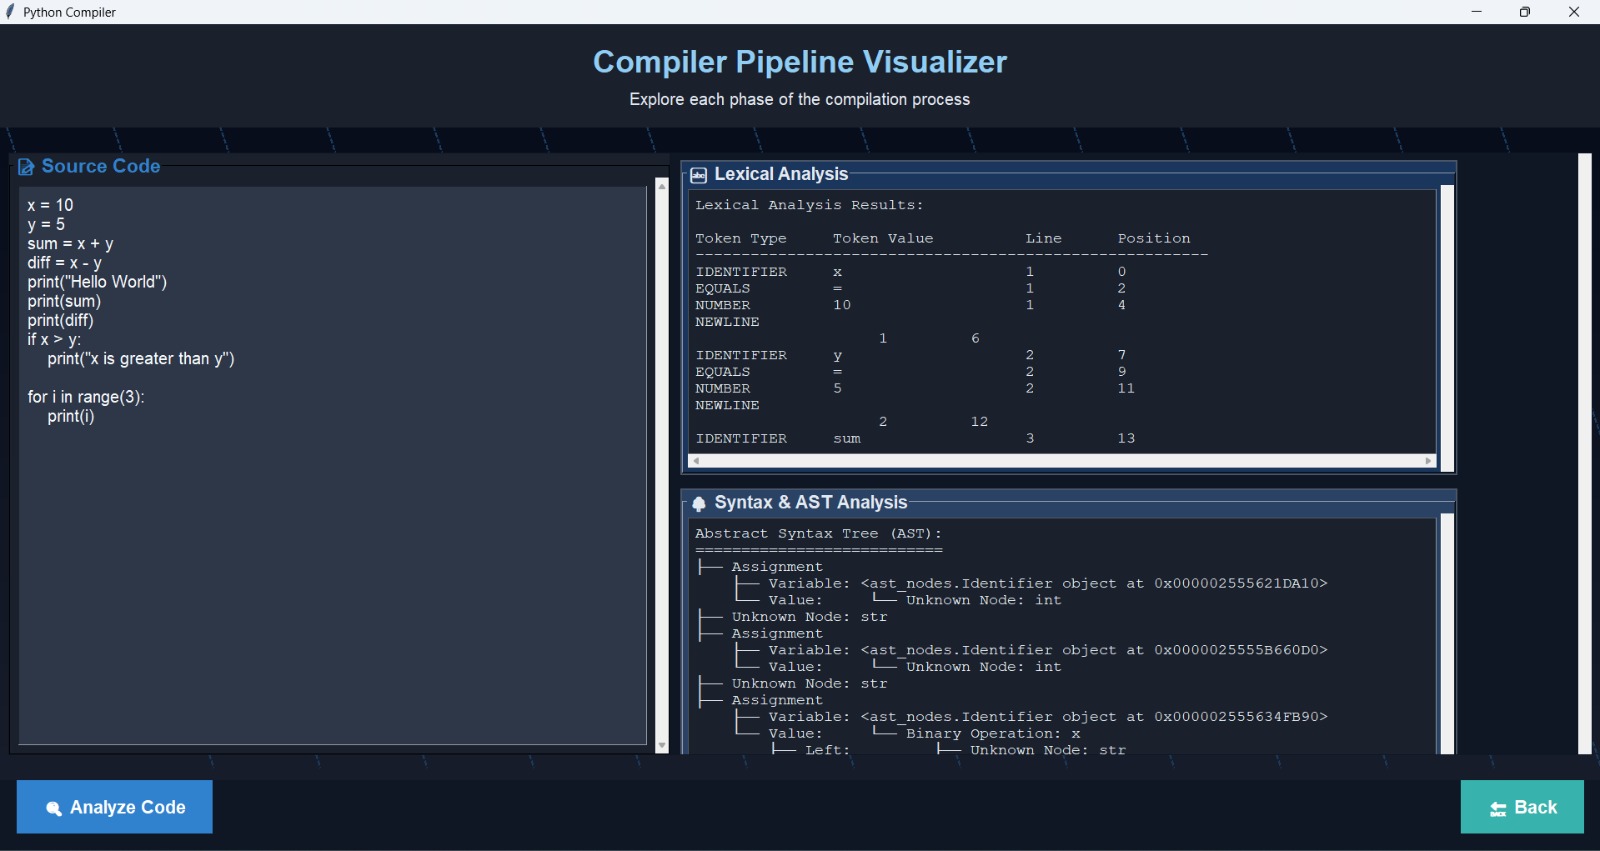 Python Compiler
Compiler Pipeline Visualizer
Explore each phase of the compilation process
Source Code
x = 10
y = 5
sum = x + y
diff = x - y
print("Hello World")
print(sum)
print(diff)
if x > y:
    print("x is greater than y")
for i in range(3):
    print(i)
abc Lexical Analysis
Lexical Analysis Results:
Token Type     Token Value          Line      Position
--------------------------------------------------------
IDENTIFIER     x                    1         0
EQUALS         =                    1         2
NUMBER         10                   1         4
NEWLINE
                    1         6
IDENTIFIER     y                    2         7
EQUALS         =                    2         9
NUMBER         5                    2         11
NEWLINE
                    2         12
IDENTIFIER     sum                  3         13
Syntax & AST Analysis
Abstract Syntax Tree (AST):
===========================
├── Assignment
    ├── Variable: <ast_nodes.Identifier object at 0x000002555621DA10>
    └── Value:     └── Unknown Node: int
├── Unknown Node: str
├── Assignment
    ├── Variable: <ast_nodes.Identifier object at 0x0000025555B660D0>
    └── Value:     └── Unknown Node: int
├── Unknown Node: str
├── Assignment
    ├── Variable: <ast_nodes.Identifier object at 0x000002555634FB90>
    └── Value:     └── Binary Operation: x
        ├── Left:         ├── Unknown Node: str
Analyze Code
BACK Back